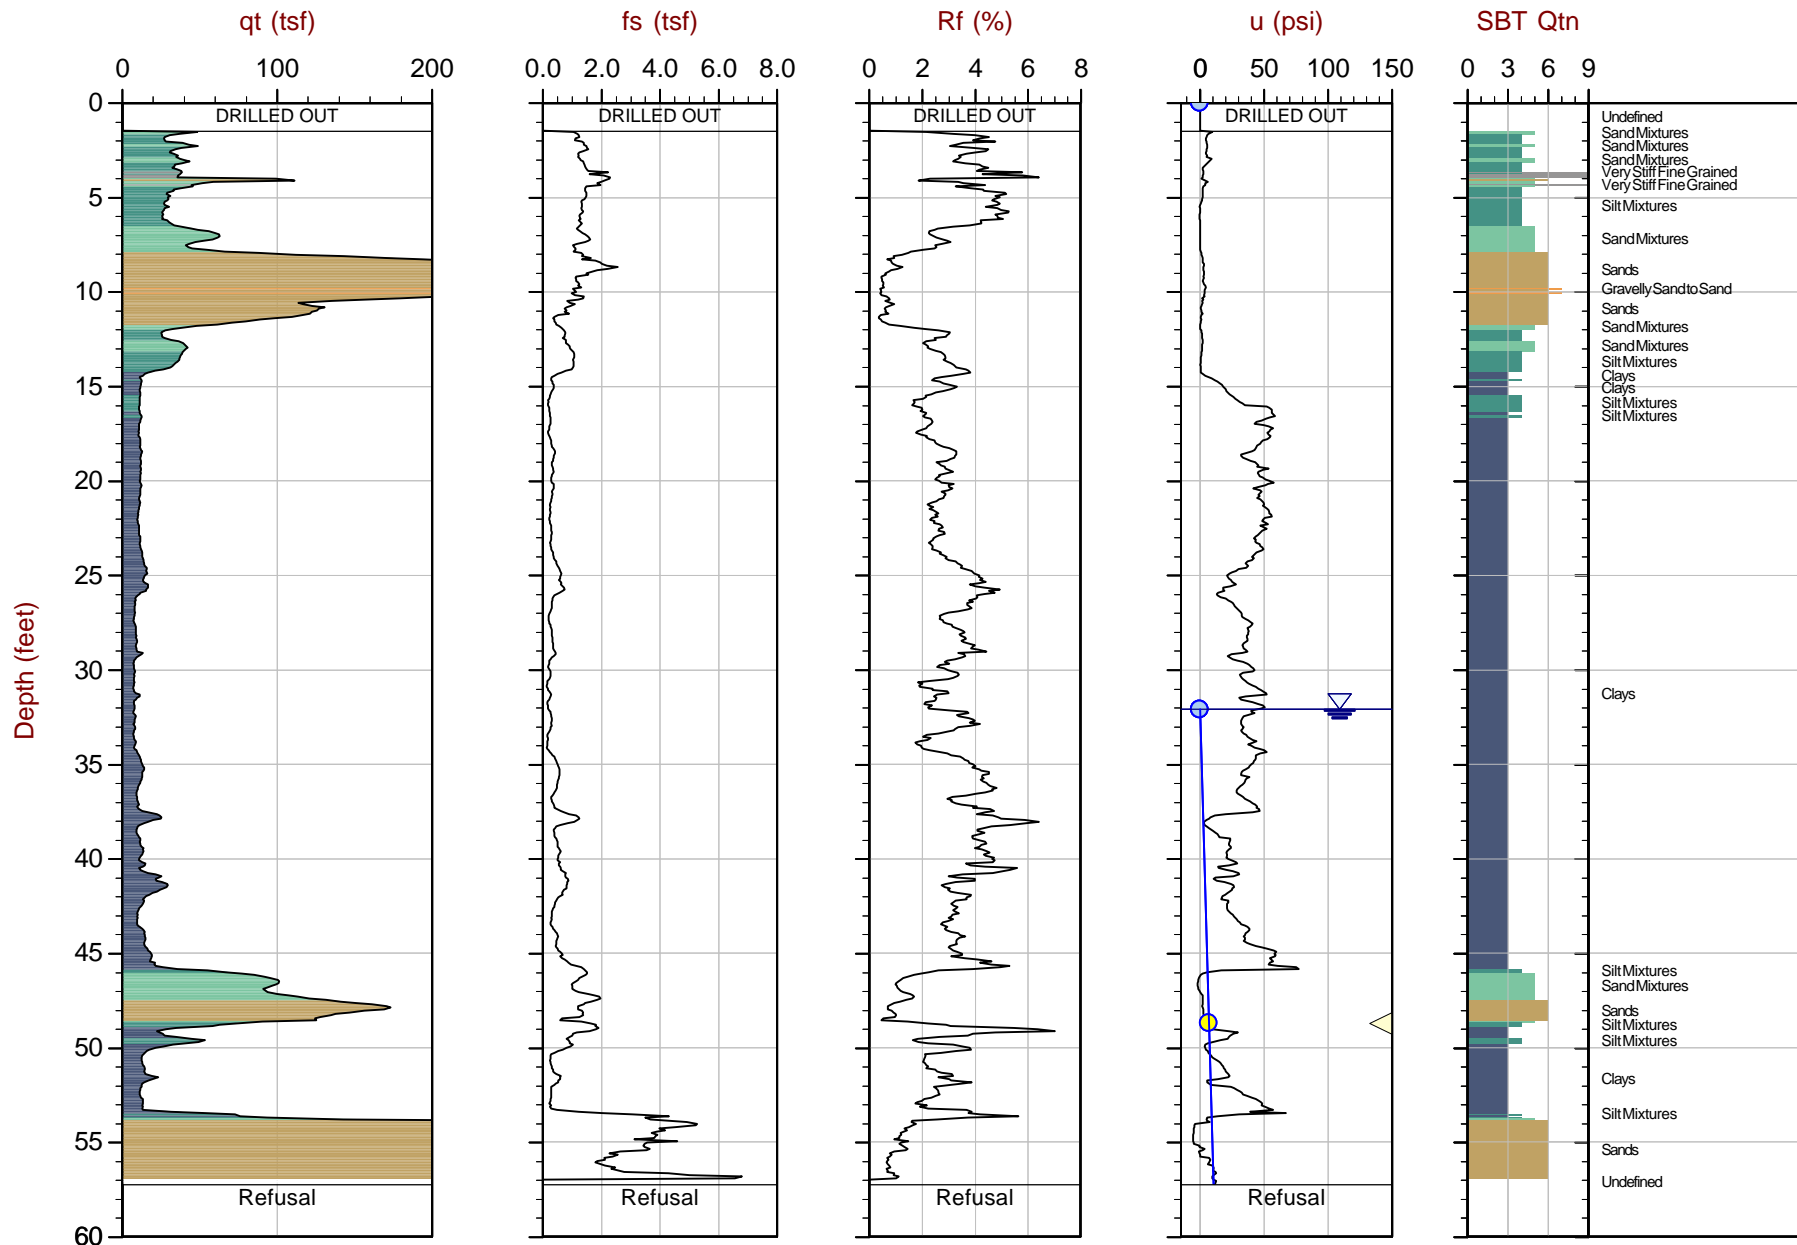 qt (tsf) fs (tsf) Rf (%) u (psi) SBT Qtn
0 100 200 0.0 2.0 4.0 6.0 8.0 0 2 4 6 8 0 50 100 150 0 3 6 9
0
DRILLED OUT DRILLED OUT DRILLED OUT DRILLED OUT
Undefined
Sand Mixtures
Sand Mixtures
Sand Mixtures
Very Stiff Fine Grained
Very Stiff Fine Grained
5
Silt Mixtures
Sand Mixtures
Sands
Gravelly Sand to Sand
10
Sands
Sand Mixtures
Sand Mixtures
Silt Mixtures
Clays
15
Clays
Silt Mixtures
Silt Mixtures
20
25
30
Depth (feet)
Clays
35
40
45
Silt Mixtures
Sand Mixtures
Sands
Silt Mixtures
Silt Mixtures
50
Clays
Silt Mixtures
55
Sands
Undefined
Refusal Refusal Refusal Refusal
60